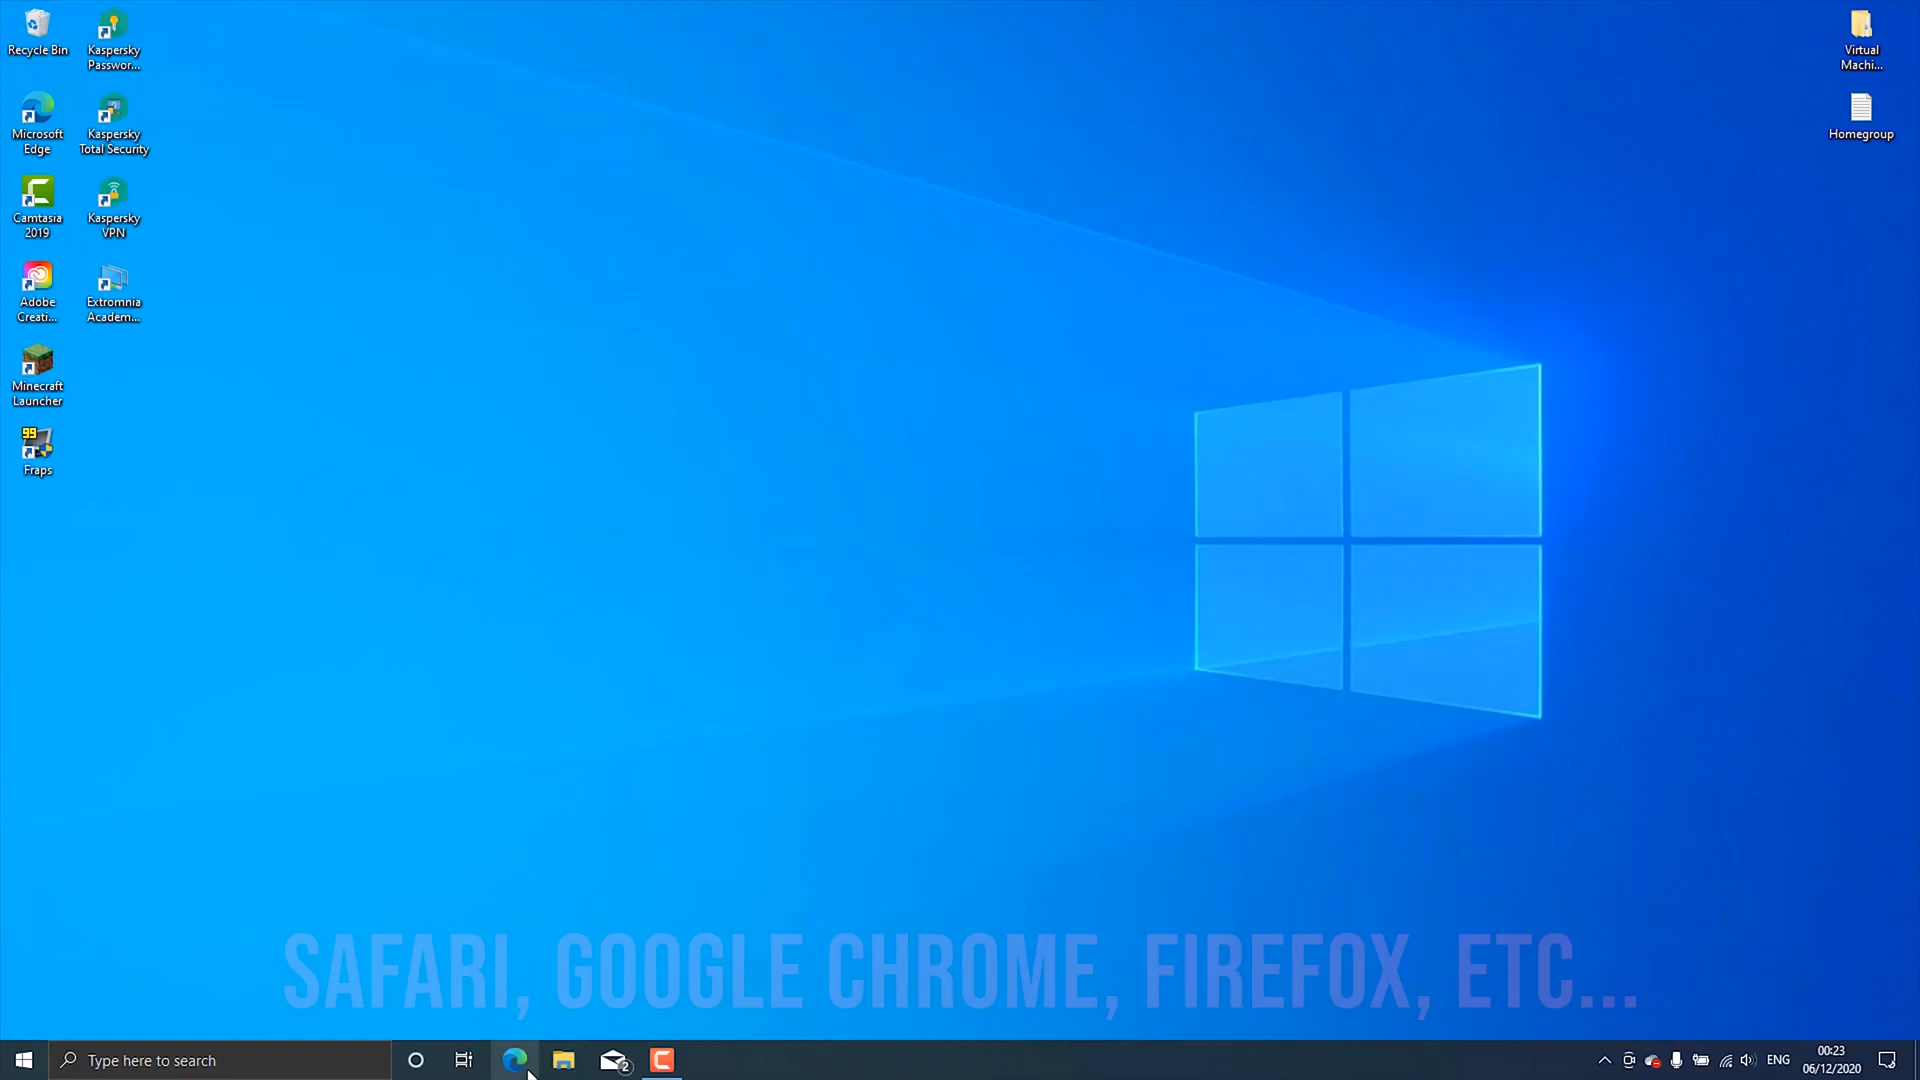 Recycle Bin
Kaspersky
Passwor...
Microsoft
Edge
Kaspersky
Total Security
Camtasia
2019
Kaspersky
VPN
Adobe
Creati...
Extromnia
Academ...
Minecraft
Launcher
99
Fraps
Virtual
Machi...
Homegroup
SAFARI, GOOGLE CHROME, FIREFOX, ETC...
Type here to search
2
ENG
00:23
06/12/2020